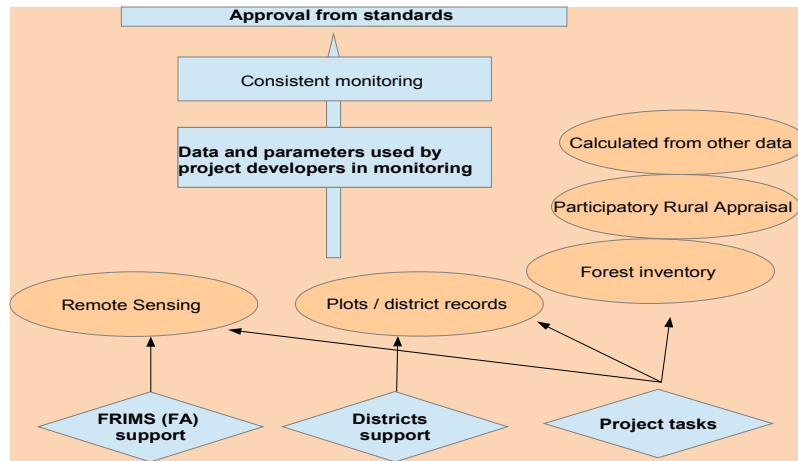 Approval from standards
Consistent monitoring
Data and parameters used by
project developers in monitoring
Calculated from other data
Participatory Rural Appraisal
Forest inventory
Remote Sensing
Plots / district records
FRIMS (FA)
support
Districts
support
Project tasks